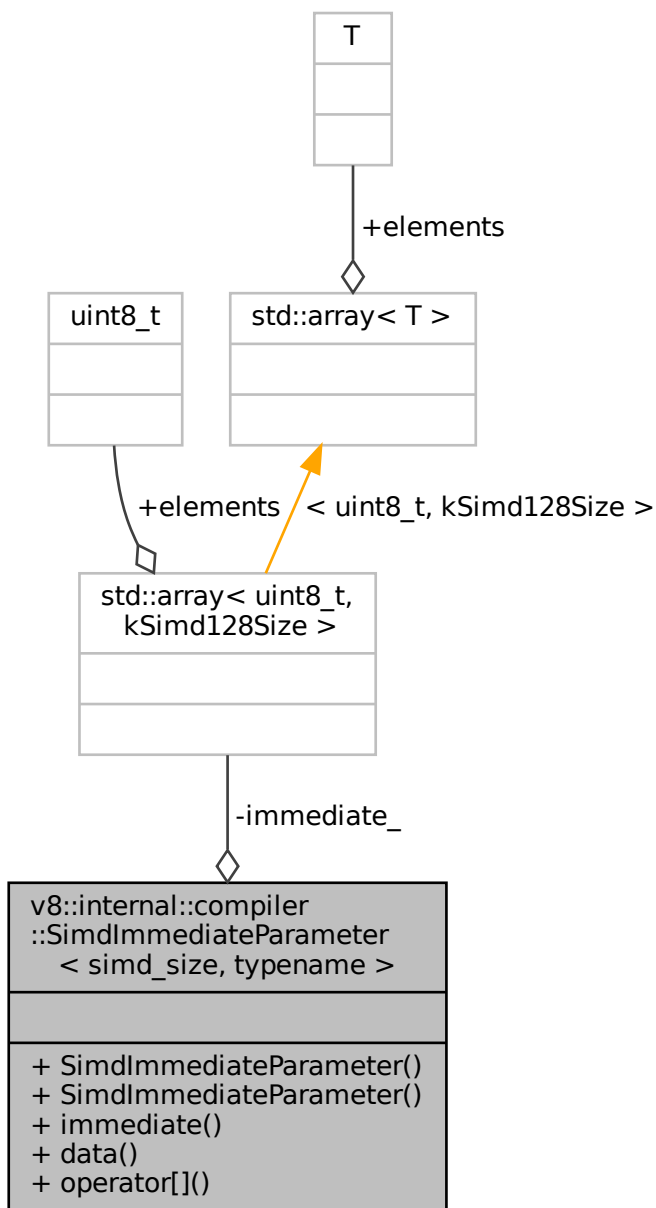 T
+elements
uint8_t
std::array< T >
+elements
< uint8_t, kSimd128Size >
std::array< uint8_t,
kSimd128Size >
-immediate_
v8::internal::compiler
::SimdImmediateParameter
< simd_size, typename >
+ SimdImmediateParameter()
+ SimdImmediateParameter()
+ immediate()
+ data()
+ operator[]()